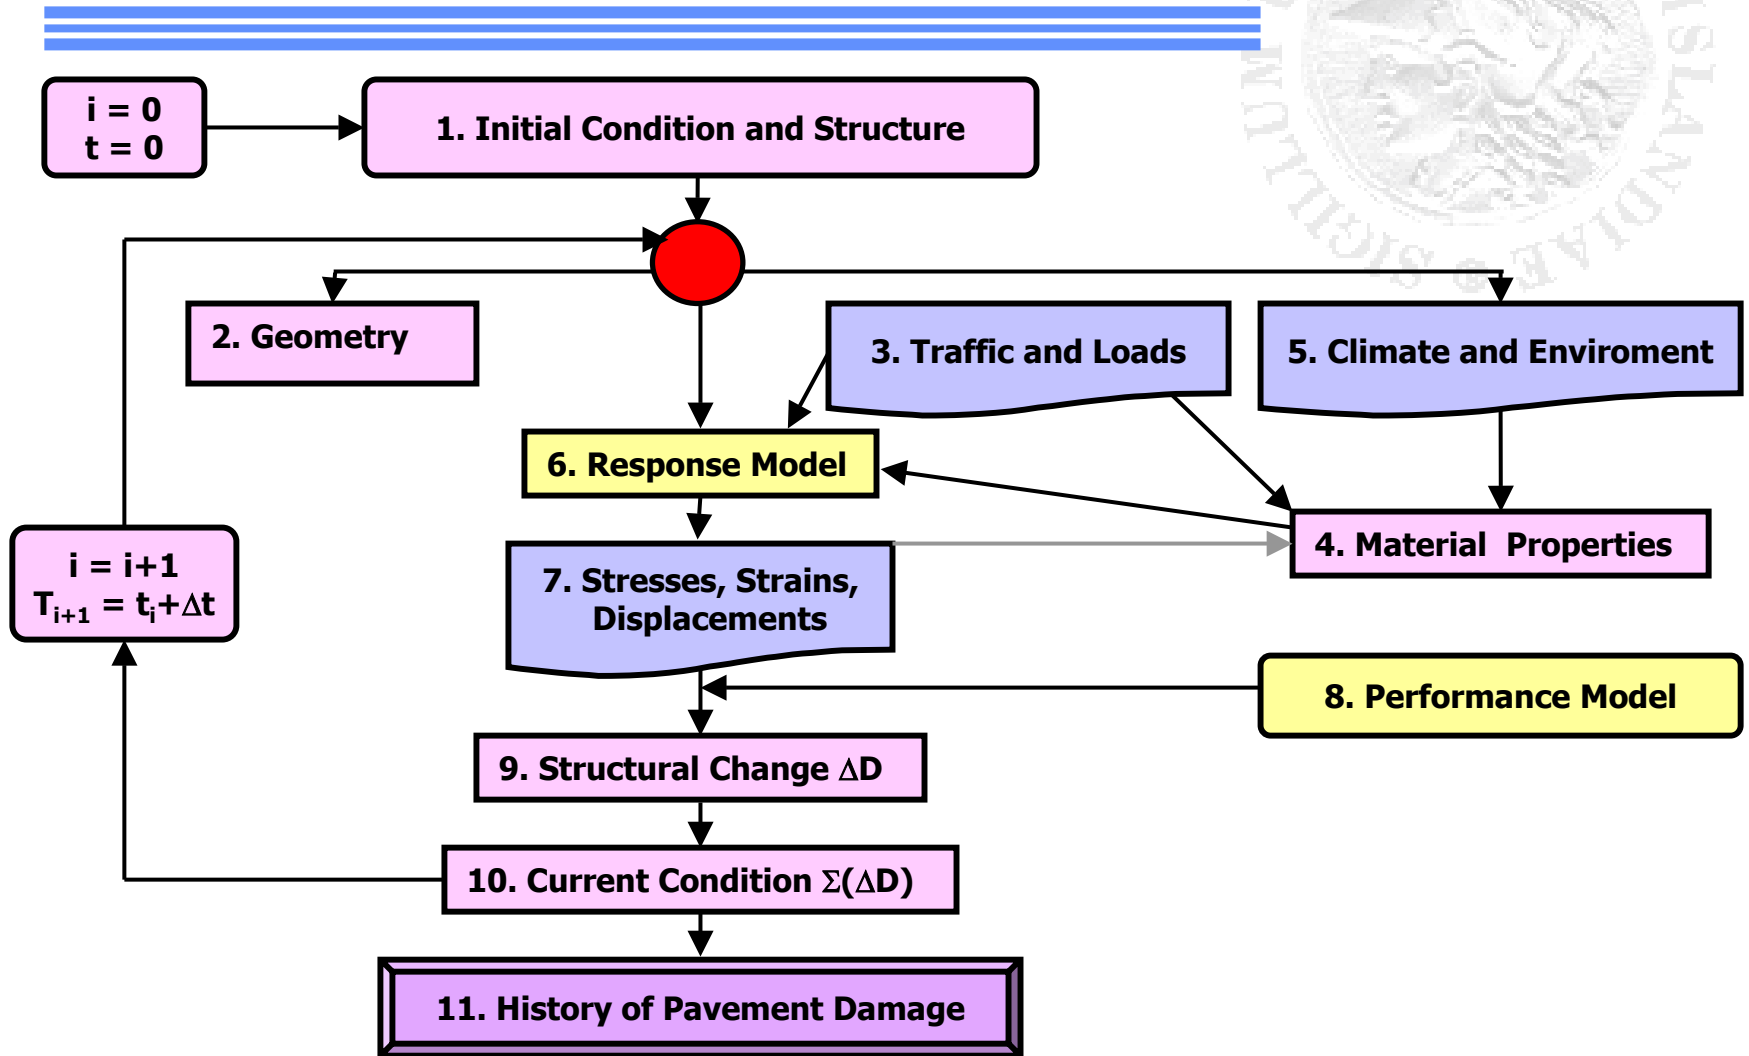 i = 0
t = 0
1. Initial Condition and Structure
2. Geometry
3. Traffic and Loads
5. Climate and Enviroment
6. Response Model
4. Material Properties
i = i+1
T_{i+1} = t_i+Δt
7. Stresses, Strains,
Displacements
8. Performance Model
9. Structural Change ΔD
10. Current Condition Σ(ΔD)
11. History of Pavement Damage